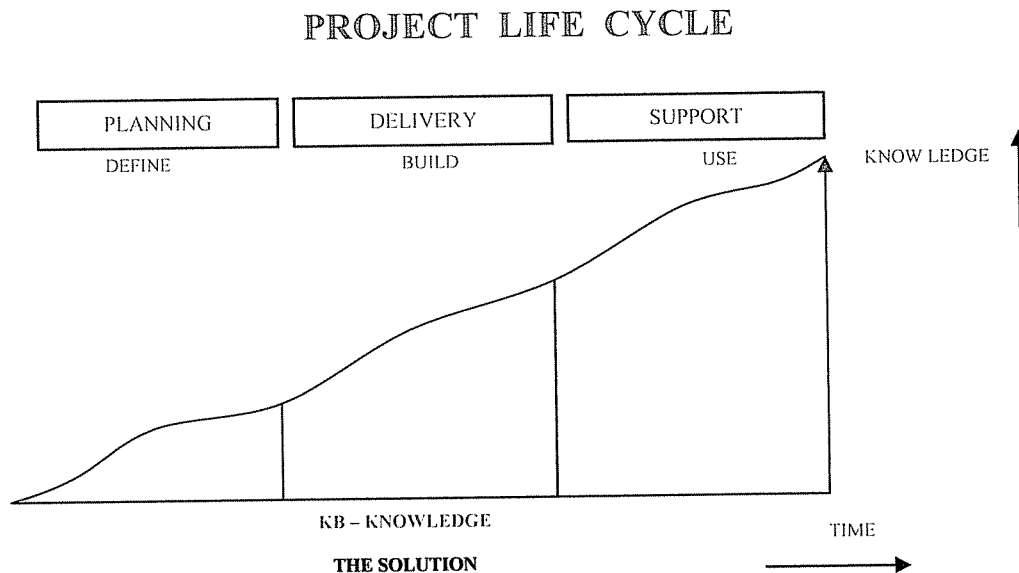 PROJECT LIFE CYCLE
PLANNING DELIVERY SUPPORT
DEFINE BUILD USE
KNOW LEDGE
KB – KNOWLEDGE
TIME
THE SOLUTION